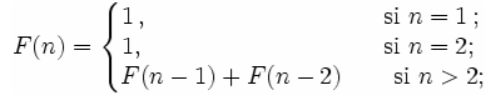 1, si n = 1;
F(n) = { 1, si n = 2;
F(n − 1) + F(n − 2) si n > 2;